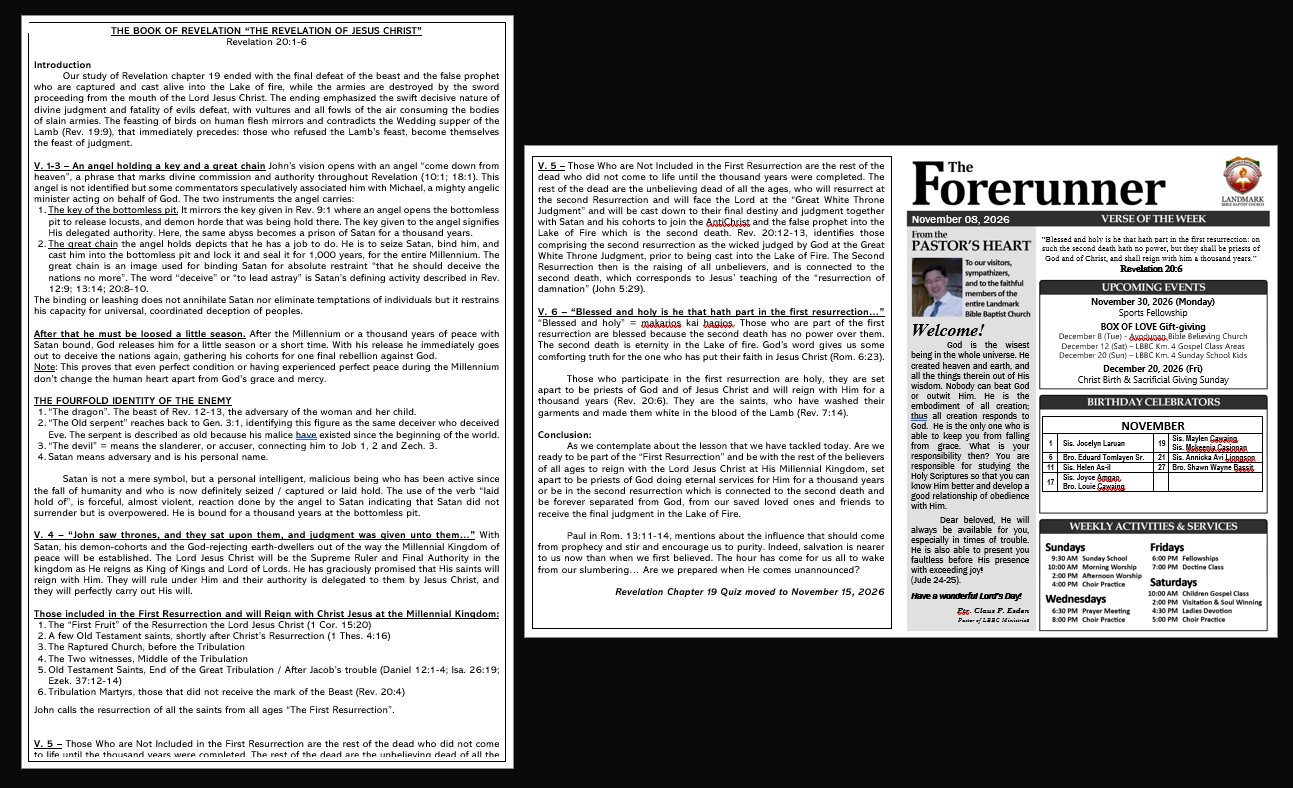 THE BOOK OF REVELATION “THE REVELATION OF JESUS CHRIST”
Revelation 20:1-6
Introduction
Our study of Revelation chapter 19 ended with the final defeat of the beast and the false prophet
who are captured and cast alive into the Lake of fire, while the armies are destroyed by the sword
proceeding from the mouth of the Lord Jesus Christ. The ending emphasized the swift decisive nature of
divine judgment and fatality of evils defeat, with vultures and all fowls of the air consuming the bodies
of slain armies. The feasting of birds on human flesh mirrors and contradicts the Wedding supper of the
Lamb (Rev. 19:9), that immediately precedes: those who refused the Lamb’s feast, become themselves
the feast of judgment.
V. 1-3 – An angel holding a key and a great chain John’s vision opens with an angel “come down from
heaven”, a phrase that marks divine commission and authority throughout Revelation (10:1; 18:1). This
angel is not identified but some commentators speculatively associated him with Michael, a mighty angelic
minister acting on behalf of God. The two instruments the angel carries:
1. The key of the bottomless pit. It mirrors the key given in Rev. 9:1 where an angel opens the bottomless
pit to release locusts, and demon horde that was being hold there. The key given to the angel signifies
His delegated authority. Here, the same abyss becomes a prison of Satan for a thousand years.
2. The great chain the angel holds depicts that he has a job to do. He is to seize Satan, bind him, and
cast him into the bottomless pit and lock it and seal it for 1,000 years, for the entire Millennium. The
great chain is an image used for binding Satan for absolute restraint “that he should deceive the
nations no more”. The word “deceive” or “to lead astray” is Satan’s defining activity described in Rev.
12:9; 13:14; 20:8-10.
The binding or leashing does not annihilate Satan nor eliminate temptations of individuals but it restrains
his capacity for universal, coordinated deception of peoples.
After that he must be loosed a little season. After the Millennium or a thousand years of peace with
Satan bound, God releases him for a little season or a short time. With his release he immediately goes
out to deceive the nations again, gathering his cohorts for one final rebellion against God.
Note: This proves that even perfect condition or having experienced perfect peace during the Millennium
don’t change the human heart apart from God’s grace and mercy.
THE FOURFOLD IDENTITY OF THE ENEMY
1. “The dragon”. The beast of Rev. 12-13, the adversary of the woman and her child.
2. “The Old serpent” reaches back to Gen. 3:1, identifying this figure as the same deceiver who deceived
Eve. The serpent is described as old because his malice have existed since the beginning of the world.
3. “The devil” = means the slanderer, or accuser, connecting him to Job 1, 2 and Zech. 3.
4. Satan means adversary and is his personal name.
Satan is not a mere symbol, but a personal intelligent, malicious being who has been active since
the fall of humanity and who is now definitely seized / captured or laid hold. The use of the verb “laid
hold of”, is forceful, almost violent, reaction done by the angel to Satan indicating that Satan did not
surrender but is overpowered. He is bound for a thousand years at the bottomless pit.
V. 4 – “John saw thrones, and they sat upon them, and judgment was given unto them...” With
Satan, his demon-cohorts and the God-rejecting earth-dwellers out of the way the Millennial Kingdom of
peace will be established. The Lord Jesus Christ will be the Supreme Ruler and Final Authority in the
kingdom as He reigns as King of Kings and Lord of Lords. He has graciously promised that His saints will
reign with Him. They will rule under Him and their authority is delegated to them by Jesus Christ, and
they will perfectly carry out His will.
Those included in the First Resurrection and will Reign with Christ Jesus at the Millennial Kingdom:
1. The “First Fruit” of the Resurrection the Lord Jesus Christ (1 Cor. 15:20)
2. A few Old Testament saints, shortly after Christ’s Resurrection (1 Thes. 4:16)
3. The Raptured Church, before the Tribulation
4. The Two witnesses, Middle of the Tribulation
5. Old Testament Saints, End of the Great Tribulation / After Jacob’s trouble (Daniel 12:1-4; Isa. 26:19;
Ezek. 37:12-14)
6. Tribulation Martyrs, those that did not receive the mark of the Beast (Rev. 20:4)
John calls the resurrection of all the saints from all ages “The First Resurrection”.
V. 5 – Those Who are Not Included in the First Resurrection are the rest of the dead who did not come
to life until the thousand years were completed. The rest of the dead are the unbelieving dead of all the
V. 5 – Those Who are Not Included in the First Resurrection are the rest of the
dead who did not come to life until the thousand years were completed. The
rest of the dead are the unbelieving dead of all the ages, who will resurrect at
the second Resurrection and will face the Lord at the “Great White Throne
Judgment” and will be cast down to their final destiny and judgment together
with Satan and his cohorts to join the AntiChrist and the false prophet into the
Lake of Fire which is the second death. Rev. 20:12-13, identifies those
comprising the second resurrection as the wicked judged by God at the Great
White Throne Judgment, prior to being cast into the Lake of Fire. The Second
Resurrection then is the raising of all unbelievers, and is connected to the
second death, which corresponds to Jesus’ teaching of the “resurrection of
damnation” (John 5:29).
V. 6 – “Blessed and holy is he that hath part in the first resurrection...”
“Blessed and holy” = makarios kai hagios. Those who are part of the first
resurrection are blessed because the second death has no power over them.
The second death is eternity in the Lake of fire. God’s word gives us some
comforting truth for the one who has put their faith in Jesus Christ (Rom. 6:23).
Those who participate in the first resurrection are holy, they are set
apart to be priests of God and of Jesus Christ and will reign with Him for a
thousand years (Rev. 20:6). They are the saints, who have washed their
garments and made them white in the blood of the Lamb (Rev. 7:14).
Conclusion:
As we contemplate about the lesson that we have tackled today. Are we
ready to be part of the “First Resurrection” and be with the rest of the believers
of all ages to reign with the Lord Jesus Christ at His Millennial Kingdom, set
apart to be priests of God doing eternal services for Him for a thousand years
or be in the second resurrection which is connected to the second death and
be forever separated from God, from our saved loved ones and friends to
receive the final judgment in the Lake of Fire.
Paul in Rom. 13:11-14, mentions about the influence that should come
from prophecy and stir and encourage us to purity. Indeed, salvation is nearer
to us now than when we first believed. The hour has come for us all to wake
from our slumbering... Are we prepared when He comes unannounced?
Revelation Chapter 19 Quiz moved to November 15, 2026
The
Forerunner
LANDMARK
BIBLE BAPTIST CHURCH
November 08, 2026
VERSE OF THE WEEK
From the
PASTOR’S HEART
To our visitors,
sympathizers,
and to the faithful
members of the
entire Landmark
Bible Baptist Church
Welcome!
God is the wisest
being in the whole universe. He
created heaven and earth, and
all the things therein out of His
wisdom. Nobody can beat God
or outwit Him. He is the
embodiment of all creation;
thus all creation responds to
God. He is the only one who is
able to keep you from falling
from grace. What is your
responsibility then? You are
responsible for studying the
Holy Scriptures so that you can
know Him better and develop a
good relationship of obedience
with Him.
Dear beloved, He will
always be available for you,
especially in times of trouble.
He is also able to present you
faultless before His presence
with exceeding joy!
(Jude 24-25).
Have a wonderful Lord’s Day!
Ptr. Claus F. Esden
Pastor of LBBC Ministries
“Blessed and holy is he that hath part in the first resurrection: on
such the second death hath no power, but they shall be priests of
God and of Christ, and shall reign with him a thousand years.”
Revelation 20:6
UPCOMING EVENTS
November 30, 2026 (Monday)
Sports Fellowship
BOX OF LOVE Gift-giving
December 8 (Tue) - Bible Believing Church
December 12 (Sat) – LBBC Km. 4 Gospel Class Areas
December 20 (Sun) – LBBC Km. 4 Sunday School Kids
December 20, 2026 (Fri)
Christ Birth & Sacrificial Giving Sunday
BIRTHDAY CELEBRATORS
NOVEMBER
1 Sis. Jocelyn Laruan 19 Sis. Maylen Cawaing
Sis. Mckeenia Casignan
6 Bro. Eduard Tomlayen Sr. 21 Sis. Annicka Avi Liongson
11 Sis. Helen As-il 27 Bro. Shawn Wayne Bassit
17 Sis. Joyce Amgan
Bro. Louie Cawaing
WEEKLY ACTIVITIES & SERVICES
Sundays
9:30 AM Sunday School
10:00 AM Morning Worship
2:00 PM Afternoon Worship
4:00 PM Choir Practice
Wednesdays
6:30 PM Prayer Meeting
8:00 PM Choir Practice
Fridays
6:00 PM Fellowships
7:00 PM Doctine Class
Saturdays
10:00 AM Children Gospel Class
2:00 PM Visitation & Soul Winning
4:30 PM Ladies Devotion
5:00 PM Choir Practice